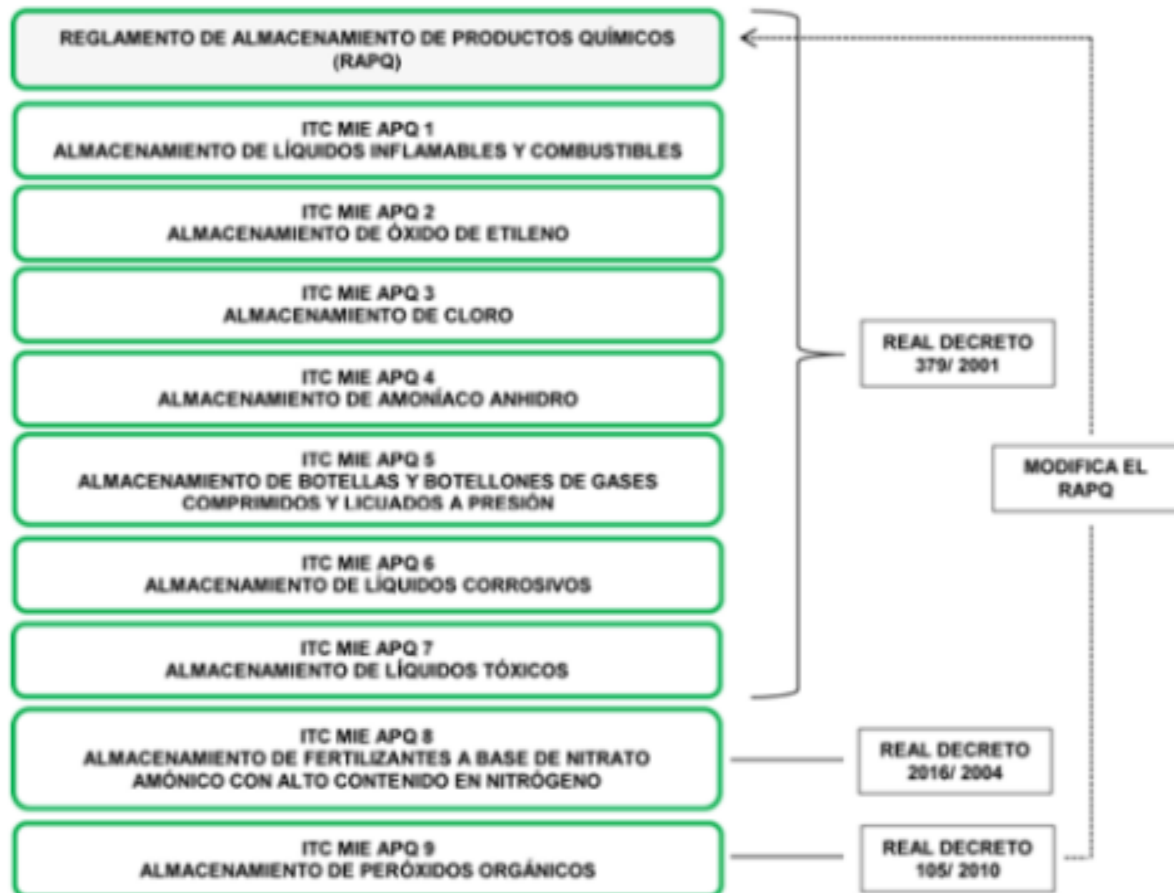 REGLAMENTO DE ALMACENAMIENTO DE PRODUCTOS QUÍMICOS
(RAPQ)
ITC MIE APQ 1
ALMACENAMIENTO DE LÍQUIDOS INFLAMABLES Y COMBUSTIBLES
ITC MIE APQ 2
ALMACENAMIENTO DE ÓXIDO DE ETILENO
ITC MIE APQ 3
ALMACENAMIENTO DE CLORO
ITC MIE APQ 4
ALMACENAMIENTO DE AMONÍACO ANHIDRO
ITC MIE APQ 5
ALMACENAMIENTO DE BOTELLAS Y BOTELLONES DE GASES
COMPRIMIDOS Y LICUADOS A PRESIÓN
ITC MIE APQ 6
ALMACENAMIENTO DE LÍQUIDOS CORROSIVOS
ITC MIE APQ 7
ALMACENAMIENTO DE LÍQUIDOS TÓXICOS
REAL DECRETO
379/ 2001
MODIFICA EL
RAPQ
ITC MIE APQ 8
ALMACENAMIENTO DE FERTILIZANTES A BASE DE NITRATO
AMÓNICO CON ALTO CONTENIDO EN NITRÓGENO
REAL DECRETO
2016/ 2004
ITC MIE APQ 9
ALMACENAMIENTO DE PERÓXIDOS ORGÁNICOS
REAL DECRETO
105/ 2010